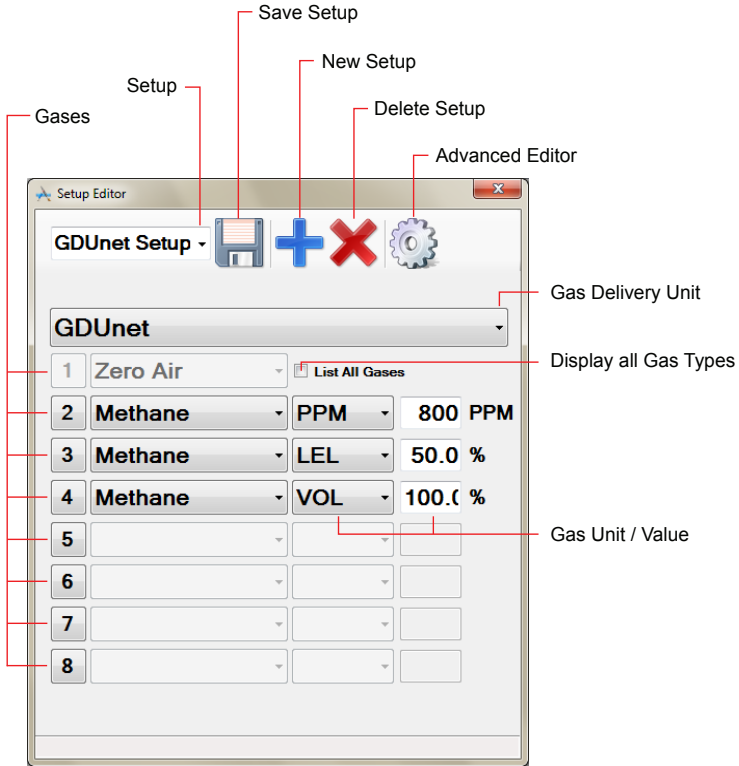 Save Setup
New Setup
Setup
Delete Setup
Gases
Advanced Editor
Setup Editor
x
GDUnet Setup
Gas Delivery Unit
GDUnet
Display all Gas Types
1 Zero Air List All Gases
2 Methane PPM 800 PPM
3 Methane LEL 50.0 %
4 Methane VOL 100.0 %
Gas Unit / Value
5
6
7
8